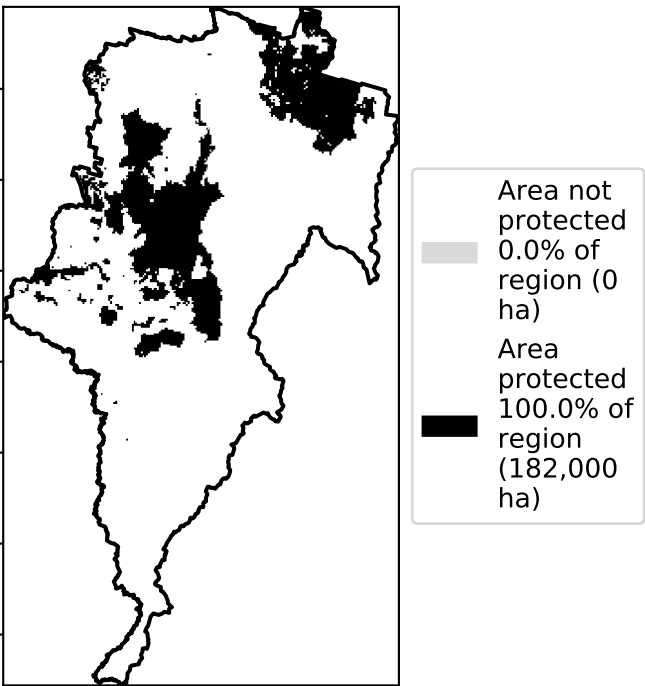 Area not
protected
0.0% of
region (0
ha)
Area
protected
100.0% of
region
(182,000
ha)